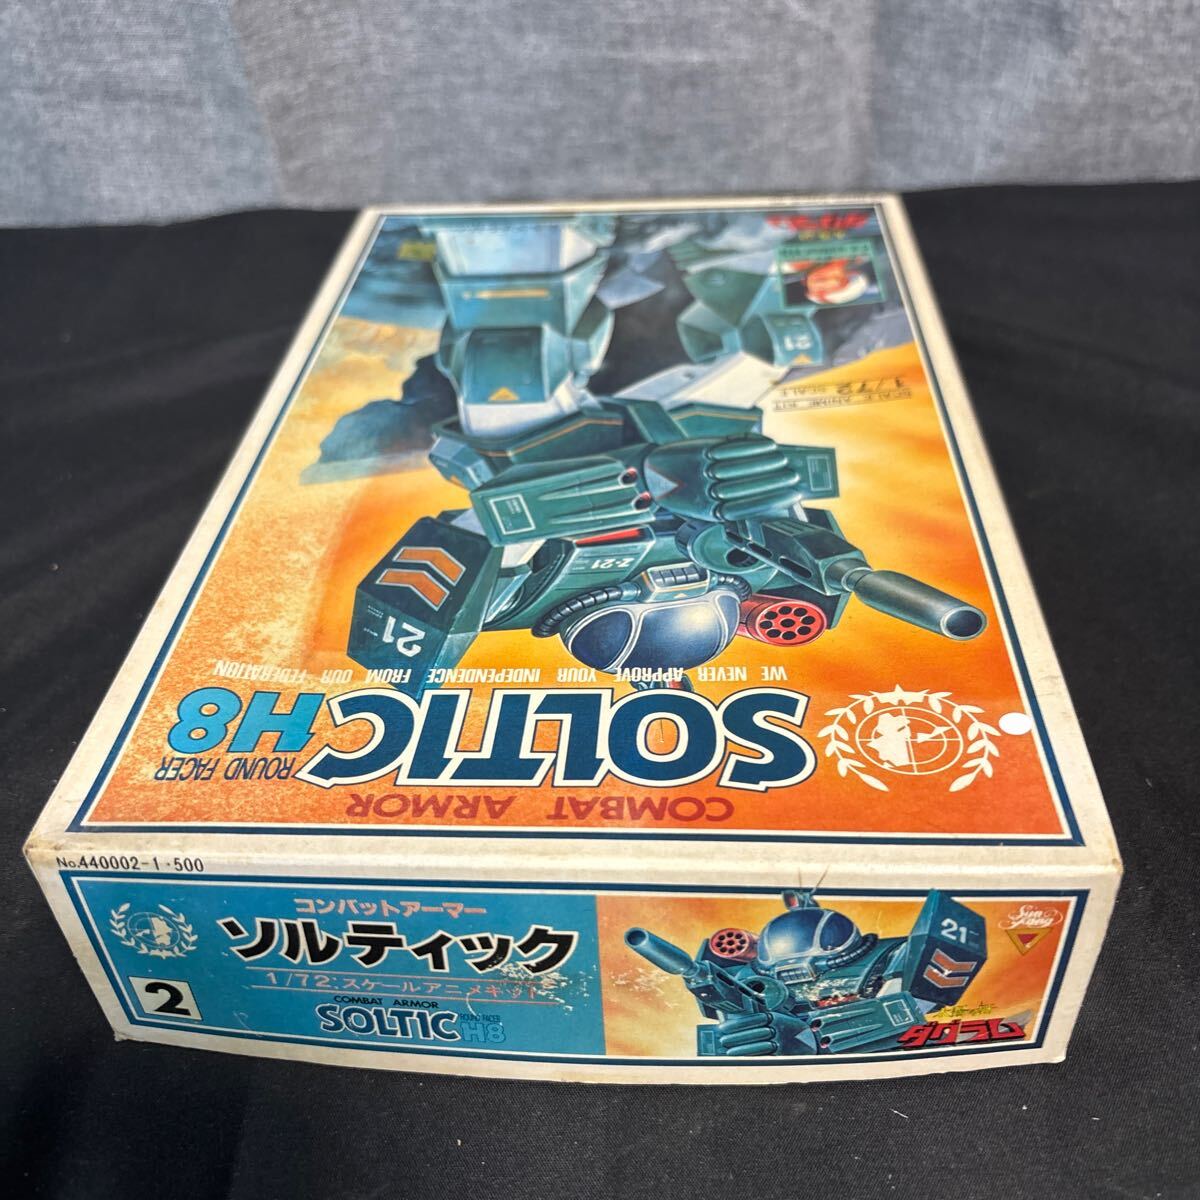 1/72 SCALE
SCALE ANIME KIT
21
Z-21
21
WE NEVER APPROVE YOUR INDEPENDENCE FROM OUR FEDERATION
COMBAT ARMOR
SOLTIC
ROUND FACER
H8
No.440002-1・500
コンバットアーマー
ソルティック
1/72・スケールアニメキット
COMBAT ARMOR
SOLTIC
ROUND FACER
H8
2
21
ダグラム